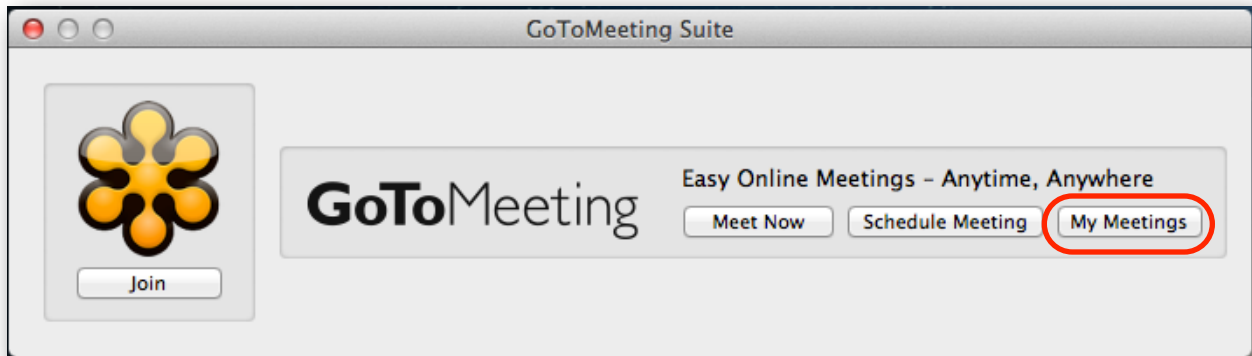 GoToMeeting Suite
Join
GoToMeeting
Easy Online Meetings – Anytime, Anywhere
Meet Now
Schedule Meeting
My Meetings